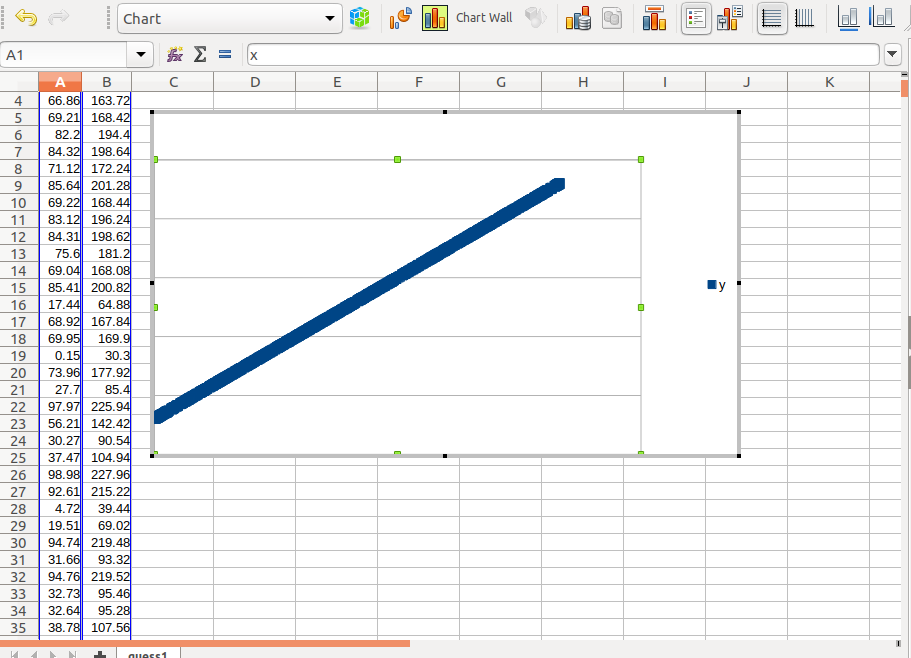 Chart
Chart Wall
A1
x
A B C D E F G H I J K
4 66.86 163.72
5 69.21 168.42
6 82.2 194.4
7 84.32 198.64
8 71.12 172.24
9 85.64 201.28
10 69.22 168.44
11 83.12 196.24
12 84.31 198.62
13 75.6 181.2
14 69.04 168.08
15 85.41 200.82
y
16 17.44 64.88
17 68.92 167.84
18 69.95 169.9
19 0.15 30.3
20 73.96 177.92
21 27.7 85.4
22 97.97 225.94
23 56.21 142.42
24 30.27 90.54
25 37.47 104.94
26 98.98 227.96
27 92.61 215.22
28 4.72 39.44
29 19.51 69.02
30 94.74 219.48
31 31.66 93.32
32 94.76 219.52
33 32.73 95.46
34 32.64 95.28
35 38.78 107.56
guess1